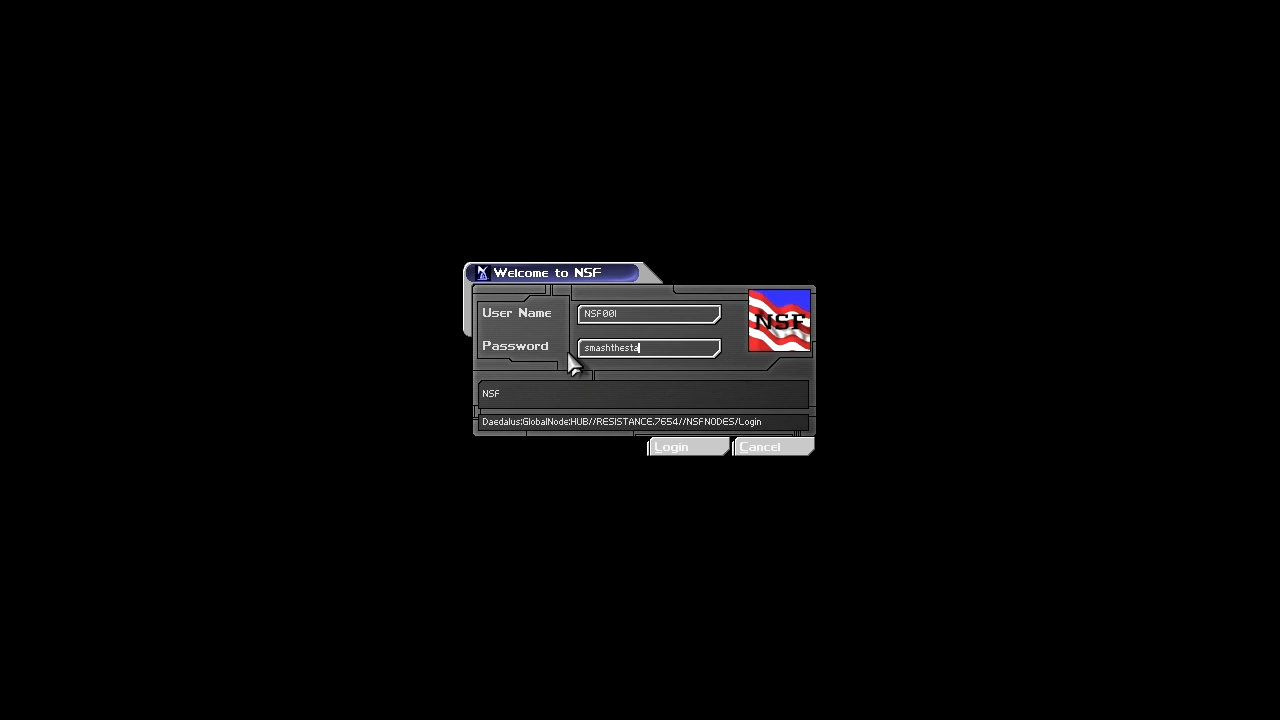 Welcome to NSF
User Name
NSF001
NSF
Password
smashthesta
NSF
Daedalus:GlobalNode:HUB//RESISTANCE.7654//NSFNODES/Login
Login
Cancel